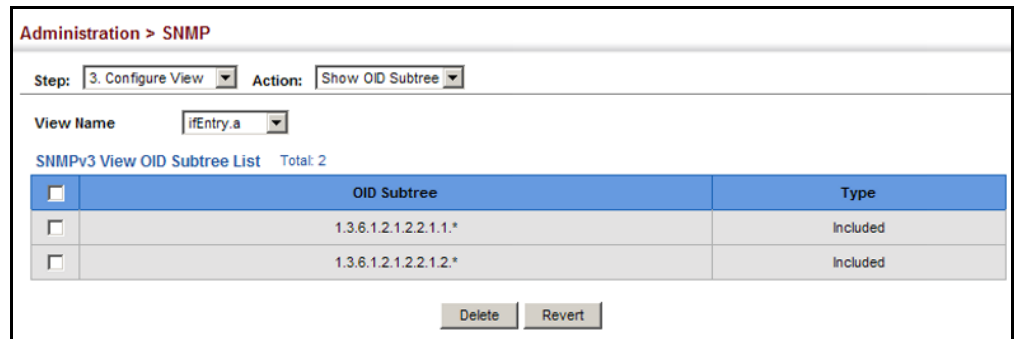 Administration > SNMP
Step: 3. Configure View Action: Show OID Subtree
View Name ifEntry.a
SNMPv3 View OID Subtree List Total: 2
OID Subtree Type
1.3.6.1.2.1.2.2.1.1.* Included
1.3.6.1.2.1.2.2.1.2.* Included
Delete Revert